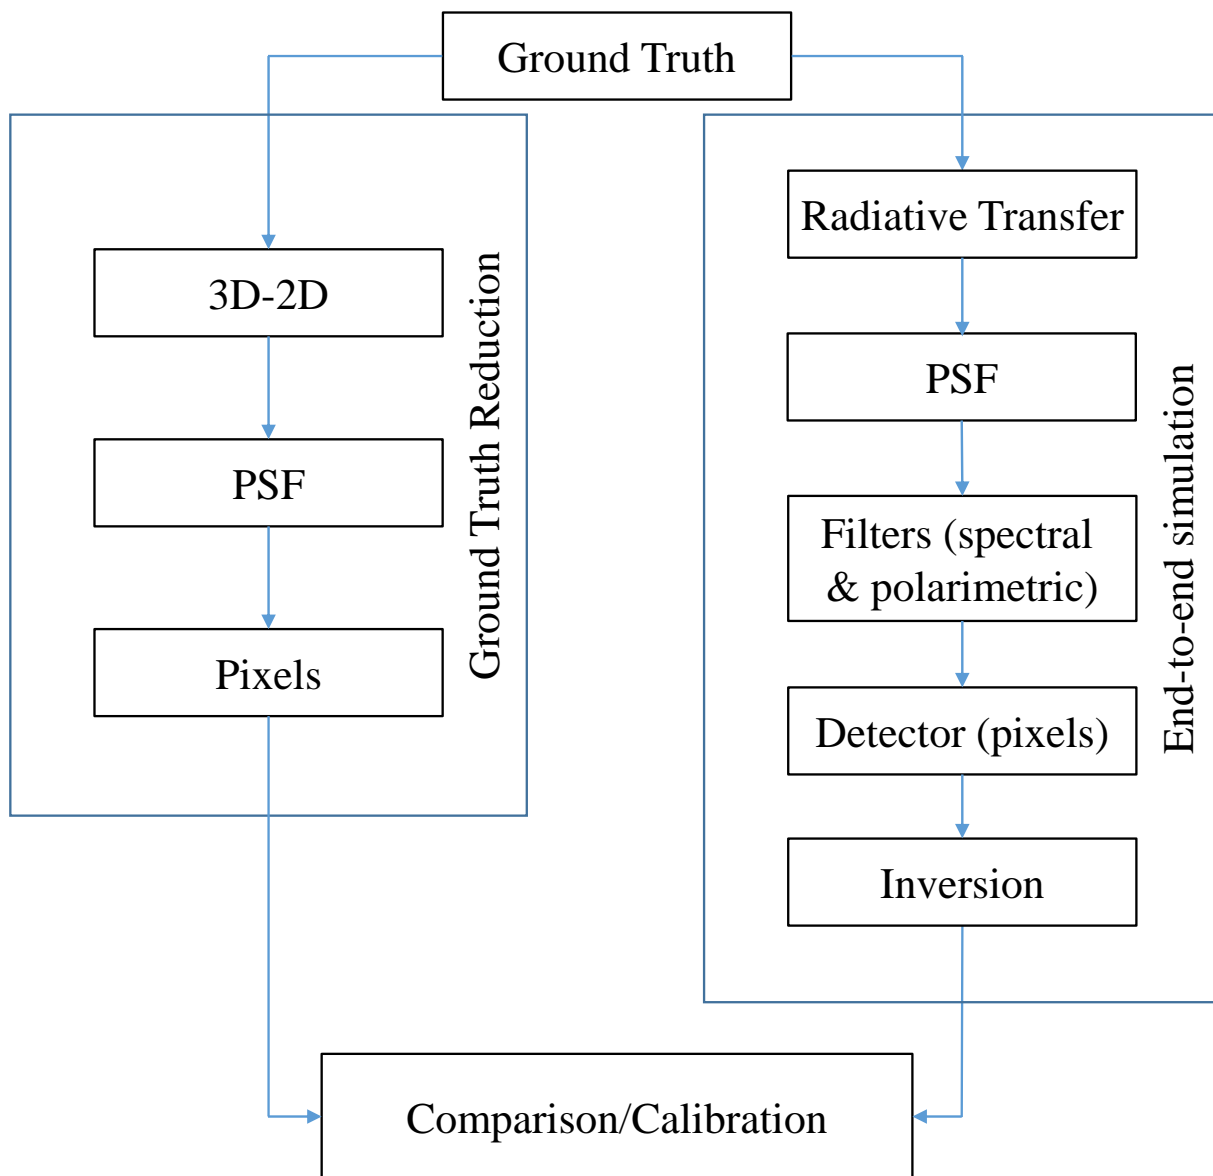 Ground Truth
3D-2D
PSF
Pixels
Ground Truth Reduction
Radiative Transfer
PSF
Filters (spectral
& polarimetric)
Detector (pixels)
Inversion
End-to-end simulation
Comparison/Calibration